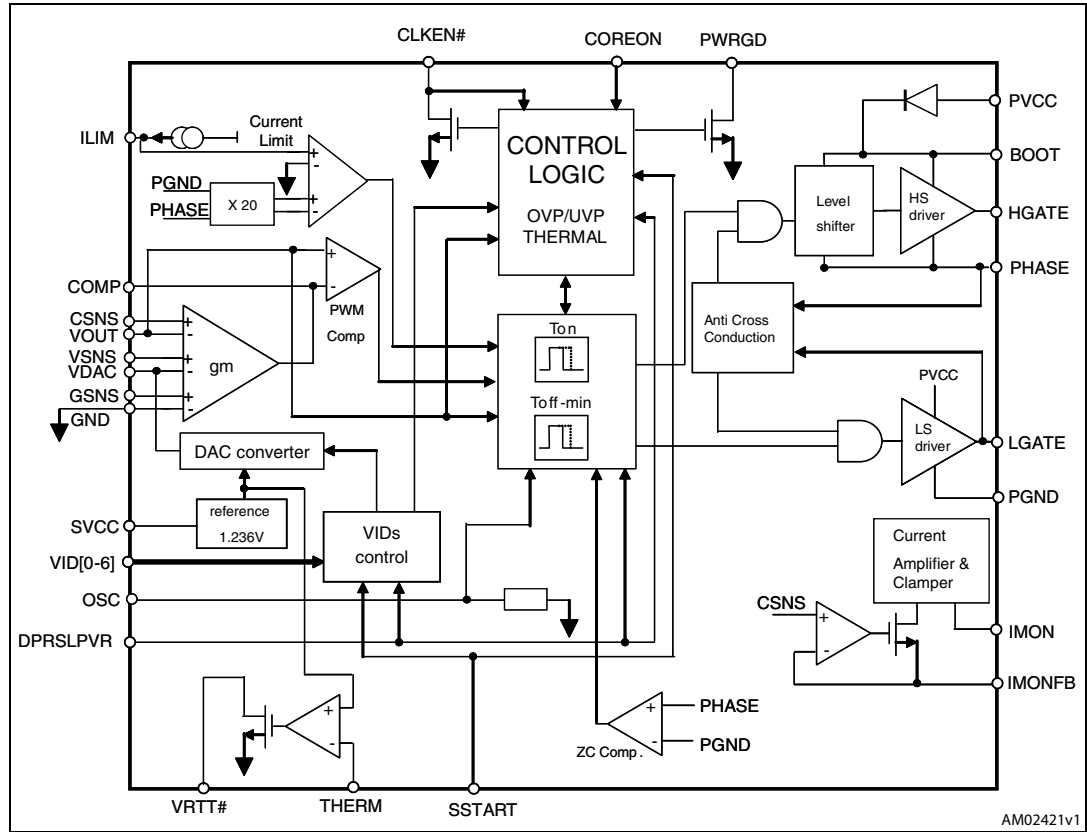 CLKEN#
COREON
PWRGD
PVCC
ILIM
Current
Limit
+
-
PGND
PHASE
X 20
+
-
CONTROL
LOGIC
OVP/UVP
THERMAL
Level
shifter
HS
driver
BOOT
HGATE
PHASE
COMP
+
-
PWM
Comp
CSNS
VOUT
VSNS
VDAC
GSNS
GND
+
-
+
-
+
-
gm
Ton
Toff-min
Anti Cross
Conduction
PVCC
LS
driver
LGATE
PGND
DAC converter
reference
1.236V
SVCC
VID[0-6]
VIDs
control
OSC
DPRSLPVR
Current
Amplifier &
Clamper
CSNS
+
-
IMON
IMONFB
+
-
+
-
PHASE
PGND
ZC Comp.
VRTT#
THERM
SSTART
AM02421v1